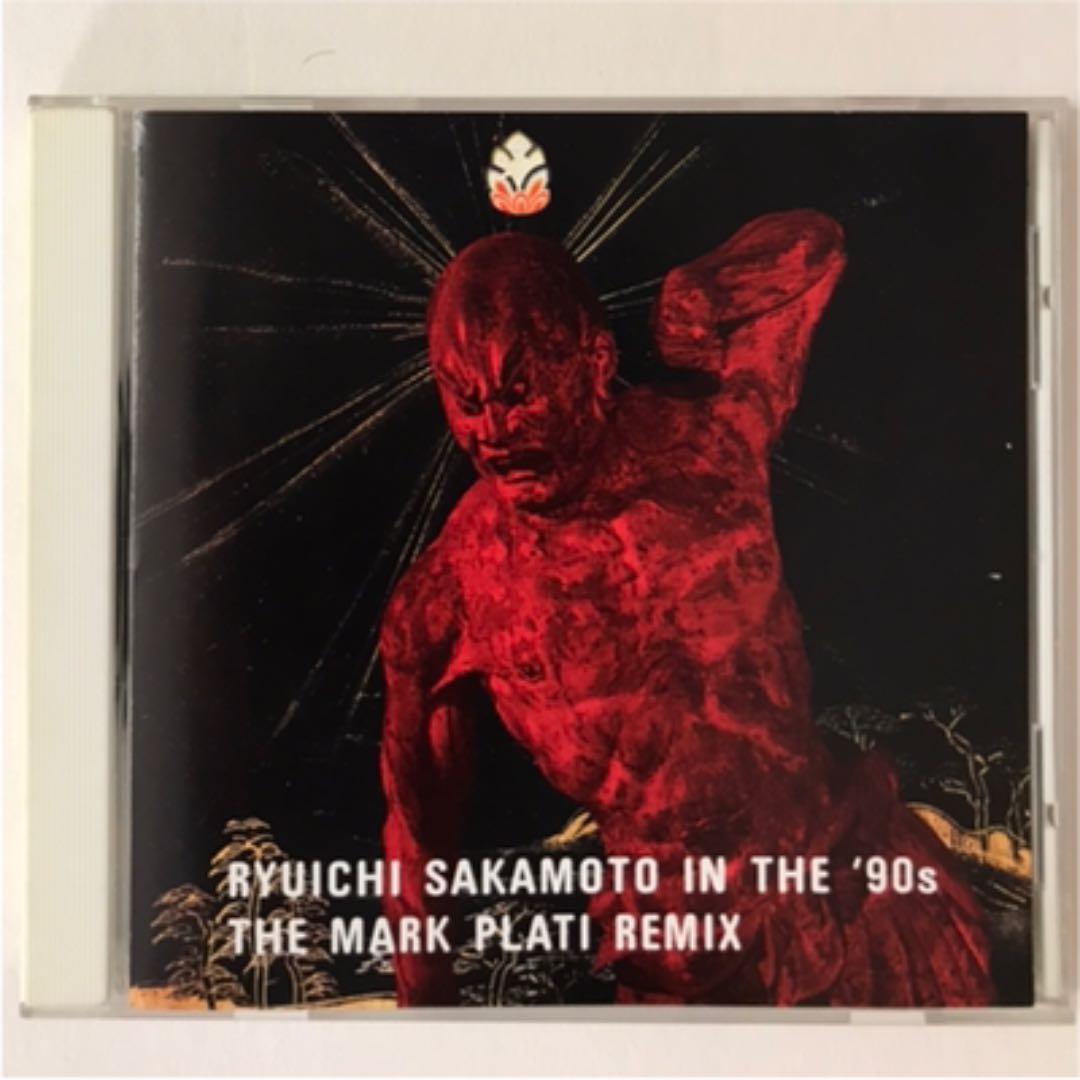 RYUICHI SAKAMOTO IN THE '90s
THE MARK PLATI REMIX